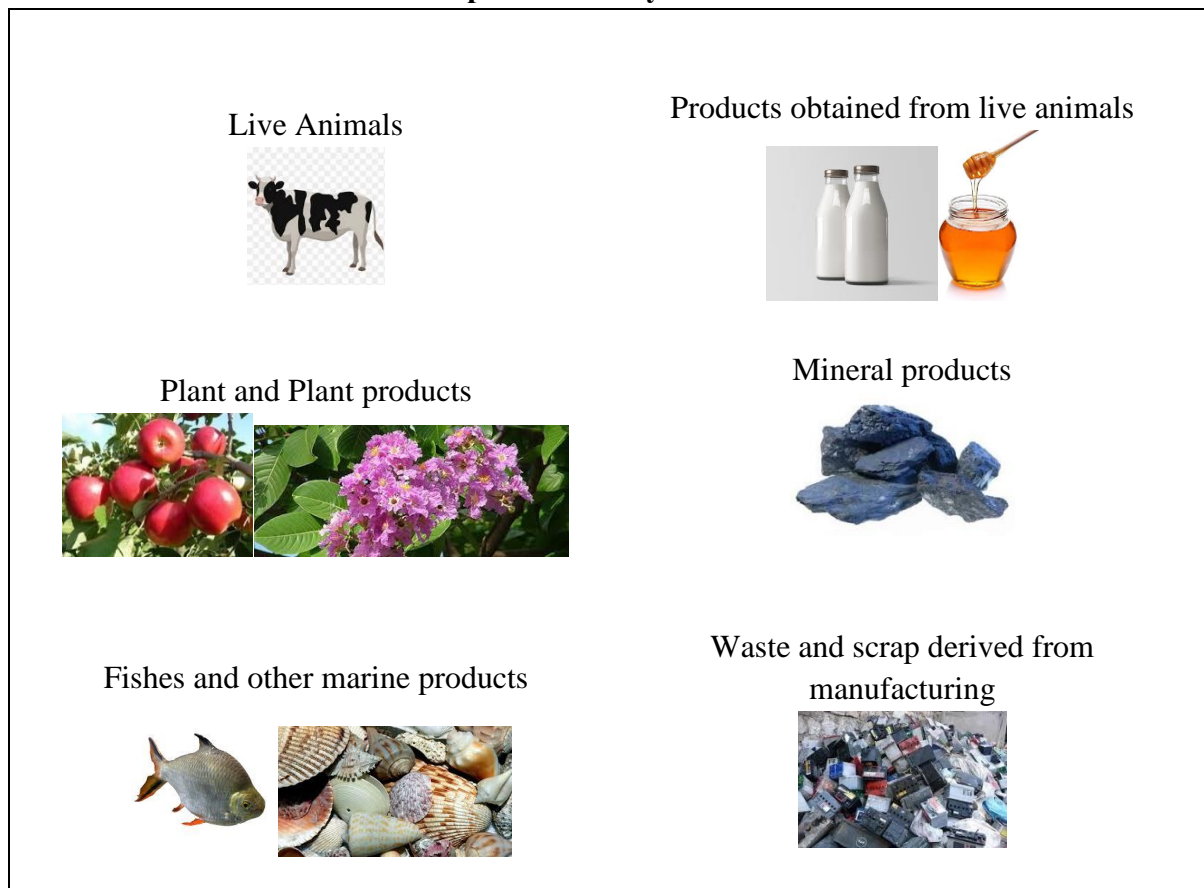 Live Animals
Products obtained from live animals
Plant and Plant products
Mineral products
Fishes and other marine products
Waste and scrap derived from
manufacturing